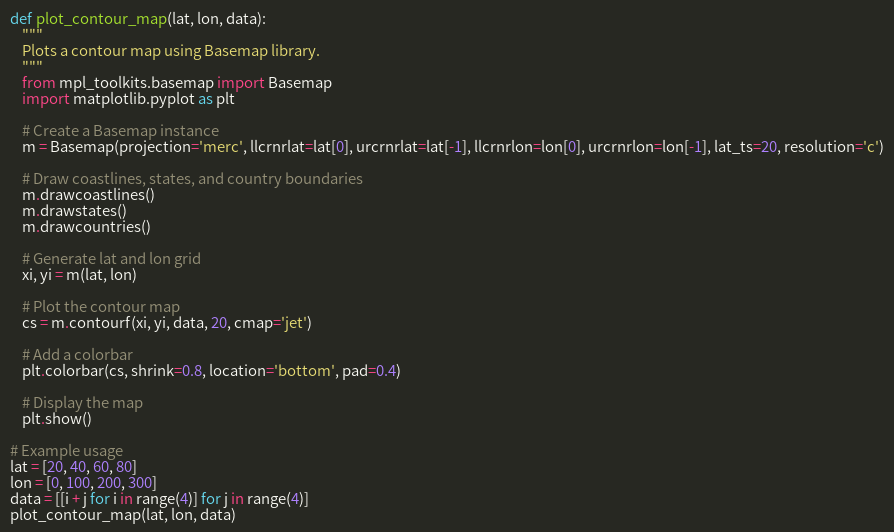 def plot_contour_map(lat, lon, data):
"""
Plots a contour map using Basemap library.
"""
from mpl_toolkits.basemap import Basemap
import matplotlib.pyplot as plt
# Create a Basemap instance
m = Basemap(projection='merc', llcrnrlat=lat[0], urcrnrlat=lat[-1], llcrnrlon=lon[0], urcrnrlon=lon[-1], lat_ts=20, resolution='c')
# Draw coastlines, states, and country boundaries
m.drawcoastlines()
m.drawstates()
m.drawcountries()
# Generate lat and lon grid
xi, yi = m(lat, lon)
# Plot the contour map
cs = m.contourf(xi, yi, data, 20, cmap='jet')
# Add a colorbar
plt.colorbar(cs, shrink=0.8, location='bottom', pad=0.4)
# Display the map
plt.show()
# Example usage
lat = [20, 40, 60, 80]
lon = [0, 100, 200, 300]
data = [[i + j for i in range(4)] for j in range(4)]
plot_contour_map(lat, lon, data)